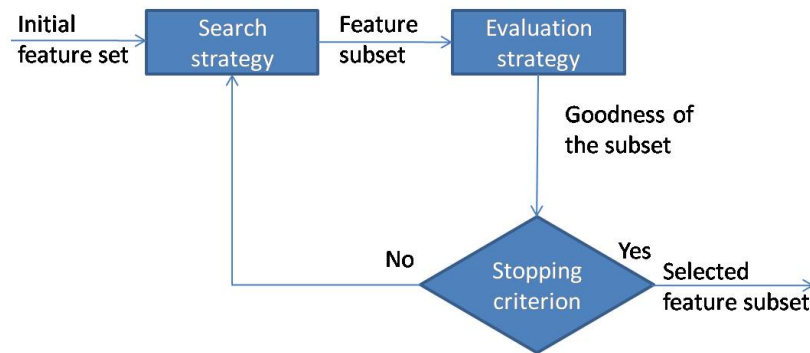 Initial
feature set
Search
strategy
Feature
subset
Evaluation
strategy
Goodness of
the subset
No
Yes
Stopping
criterion
Selected
feature subset